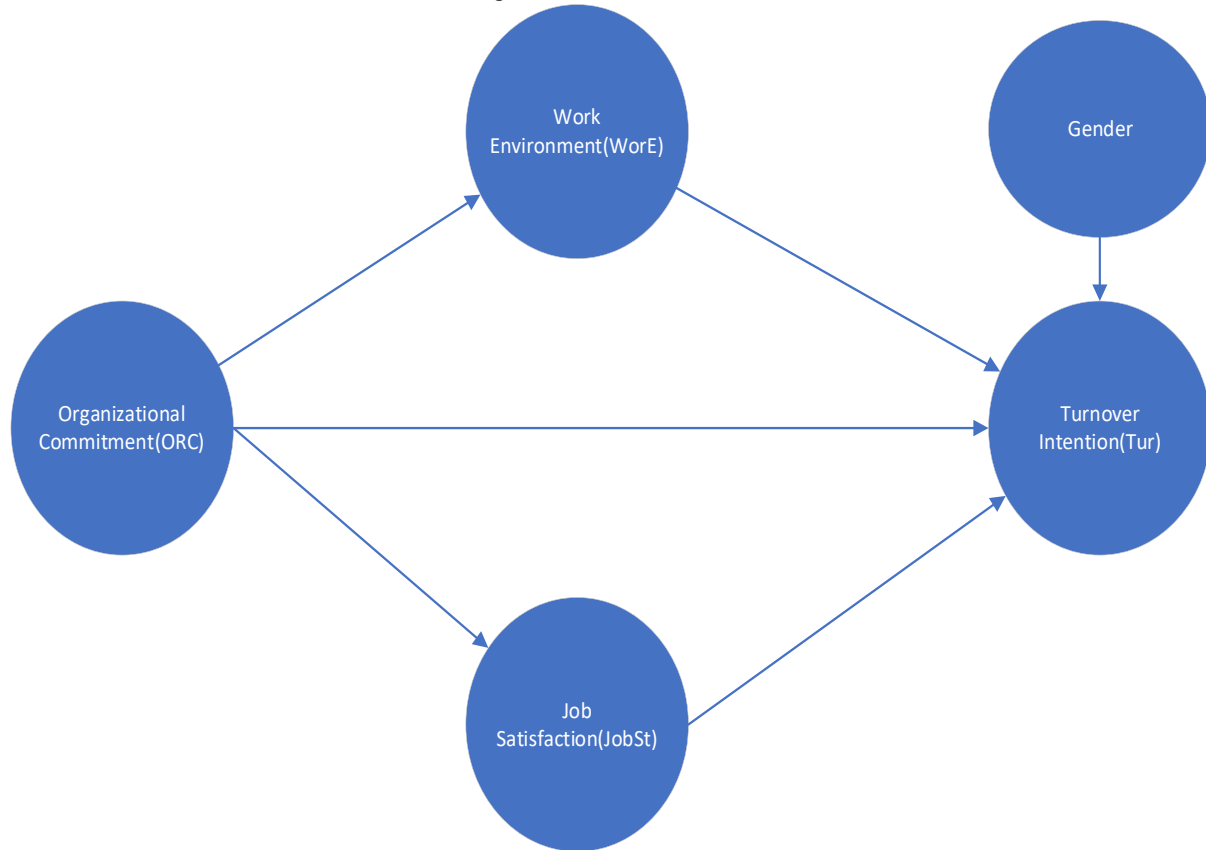 Work
Environment(WorE)
Gender
Organizational
Commitment(ORC)
Turnover
Intention(Tur)
Job
Satisfaction(JobSt)